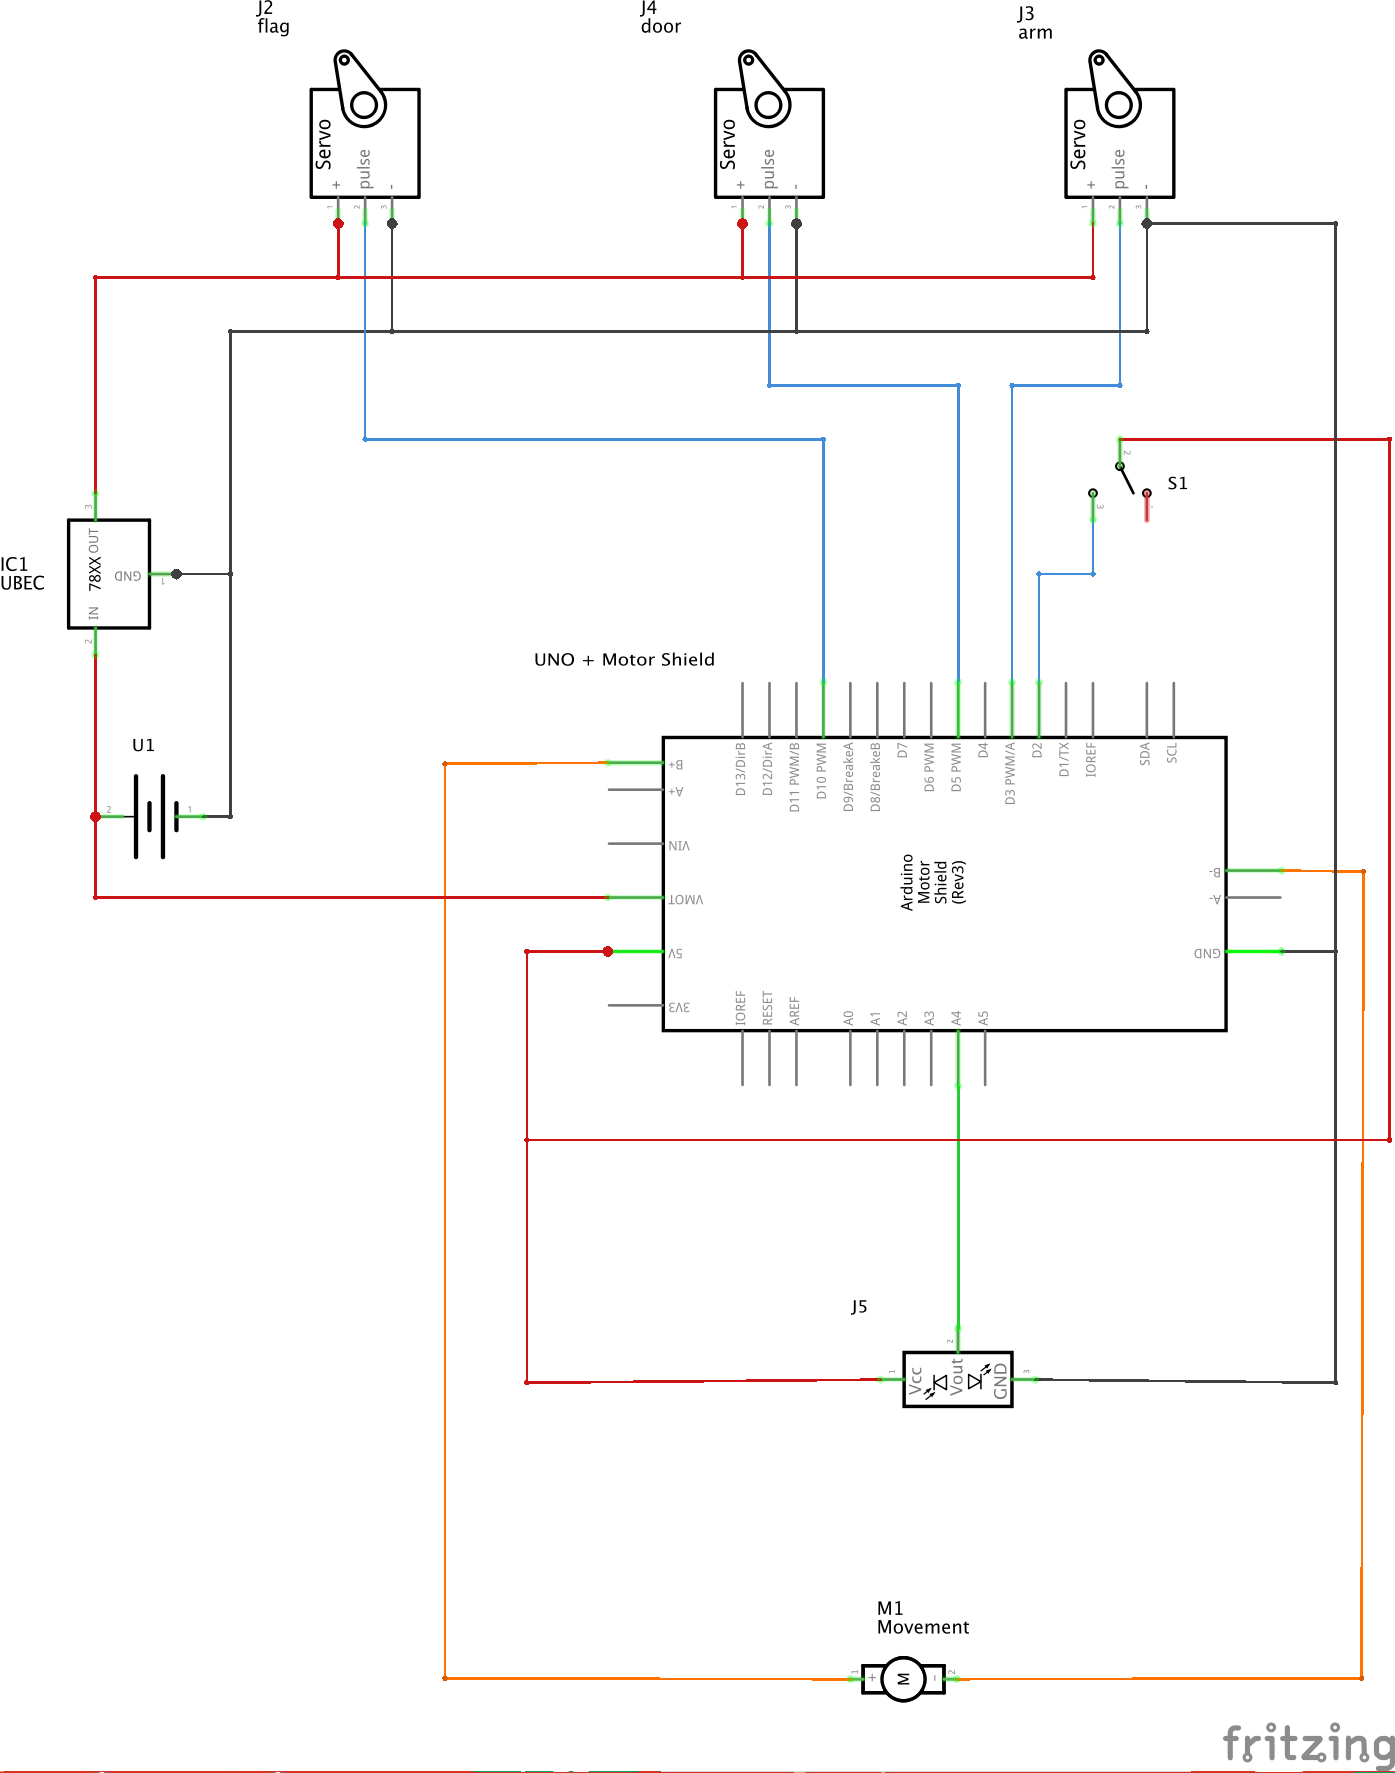 J2
flag
J4
door
J3
arm
Servo
+
pulse
-
1
2
3
Servo
+
pulse
-
1
2
3
Servo
+
pulse
-
1
2
3
2
S1
3
3
IC1
UBEC
OUT
78XX
GND
IN
1
2
UNO + Motor Shield
U1
2
1
D13/DirB
D12/DirA
D11 PWM/B
D10 PWM
D9/BreakeA
D8/BreakeB
D7
D6 PWM
D5 PWM
D4
D3 PWM/A
D2
D1/TX
IOREF
SDA
SCL
B+
A+
VIN
VMOT
5V
3V3
Arduino
Motor
Shield
(Rev3)
B-
A-
GND
IOREF
RESET
AREF
A0
A1
A2
A3
A4
A5
J5
2
1
Vcc
Vout
GND
3
M1
Movement
1
+
M
-
2
fritzing